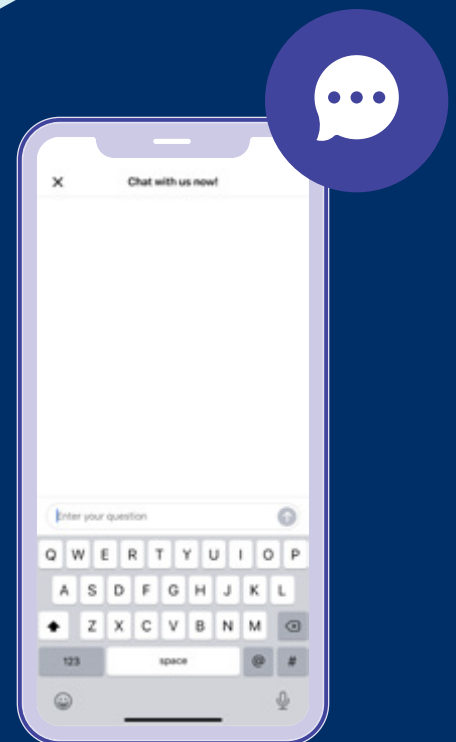 Chat with us now!
Enter your question
Q W E R T Y U I O P
A S D F G H J K L
Z X C V B N M
123 space @ #